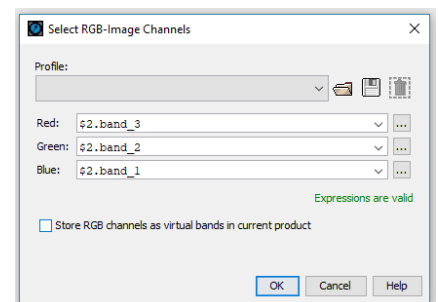 Select RGB-Image Channels
Profile:
Red: $2.band_3 ...
Green: $2.band_2 ...
Blue: $2.band_1 ...
Expressions are valid
Store RGB channels as virtual bands in current product
OK Cancel Help